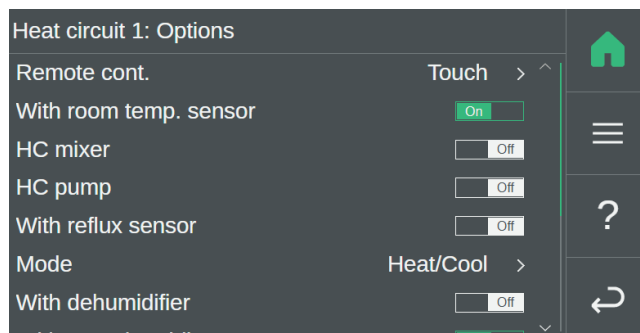 Heat circuit 1: Options
Remote cont. Touch >
With room temp. sensor On
HC mixer Off
HC pump Off
With reflux sensor Off
Mode Heat/Cool >
With dehumidifier Off
?